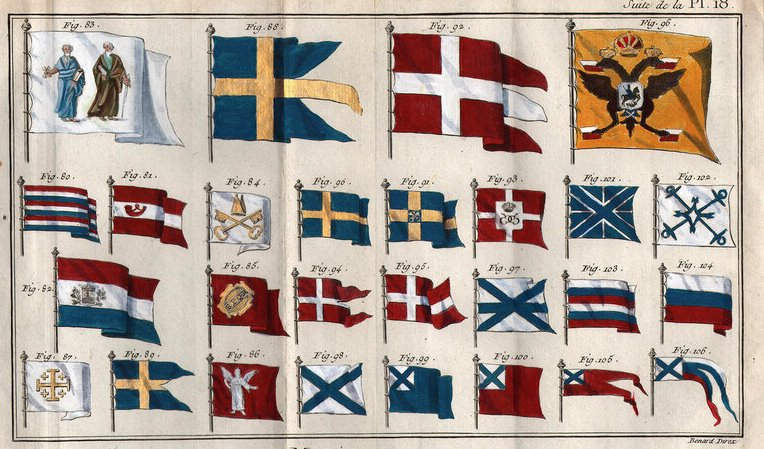 Suite de la Pl. 18.
Fig. 83. Fig. 88. Fig. 92. Fig. 96.
Fig. 80. Fig. 81. Fig. 84. Fig. 90. Fig. 91. Fig. 93. Fig. 101. Fig. 102.
Fig. 82. Fig. 85. Fig. 94. Fig. 95. Fig. 97. Fig. 103. Fig. 104
Fig. 87. Fig. 89. Fig. 86. Fig. 98. Fig. 99. Fig. 100. Fig. 106. Fig. 106.
Benard Direx.